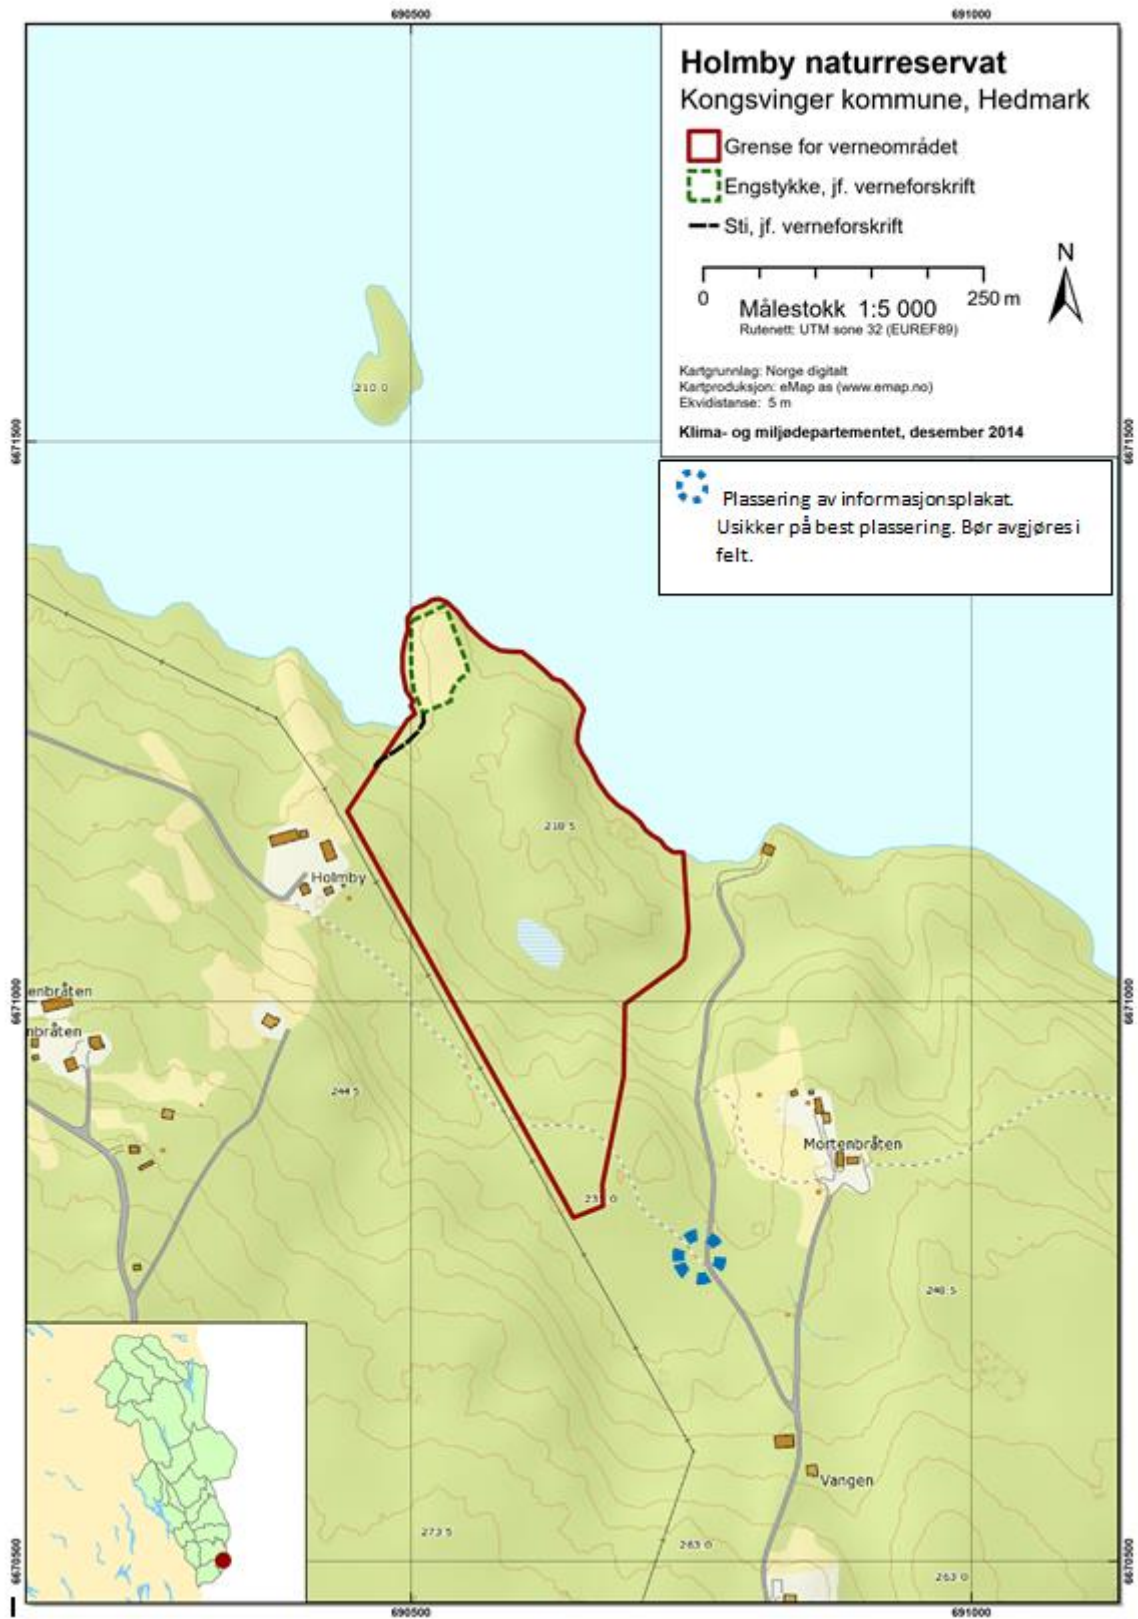 690500
691000
Holmby naturreservat
Kongsvinger kommune, Hedmark
Grense for verneområdet
Engstykke, jf. verneforskrift
Sti, jf. verneforskrift
N
0
250 m
Målestokk 1:5 000
Rutenett: UTM sone 32 (EUREF89)
Kartgrunnlag: Norge digitalt
Kartproduksjon: eMap as (www.emap.no)
Ekvidistanse: 5 m
Klima- og miljødepartementet, desember 2014
210 0
6671500
6671500
Plassering av informasjonsplakat.
Usikker på best plassering. Bør avgjøres i
felt.
218 5
Holmby
enbråten
6671000
6671000
nbråten
244 5
Mortenbråten
248 5
Vangen
273 5
263 0
263 0
6670500
6670500
690500
691000